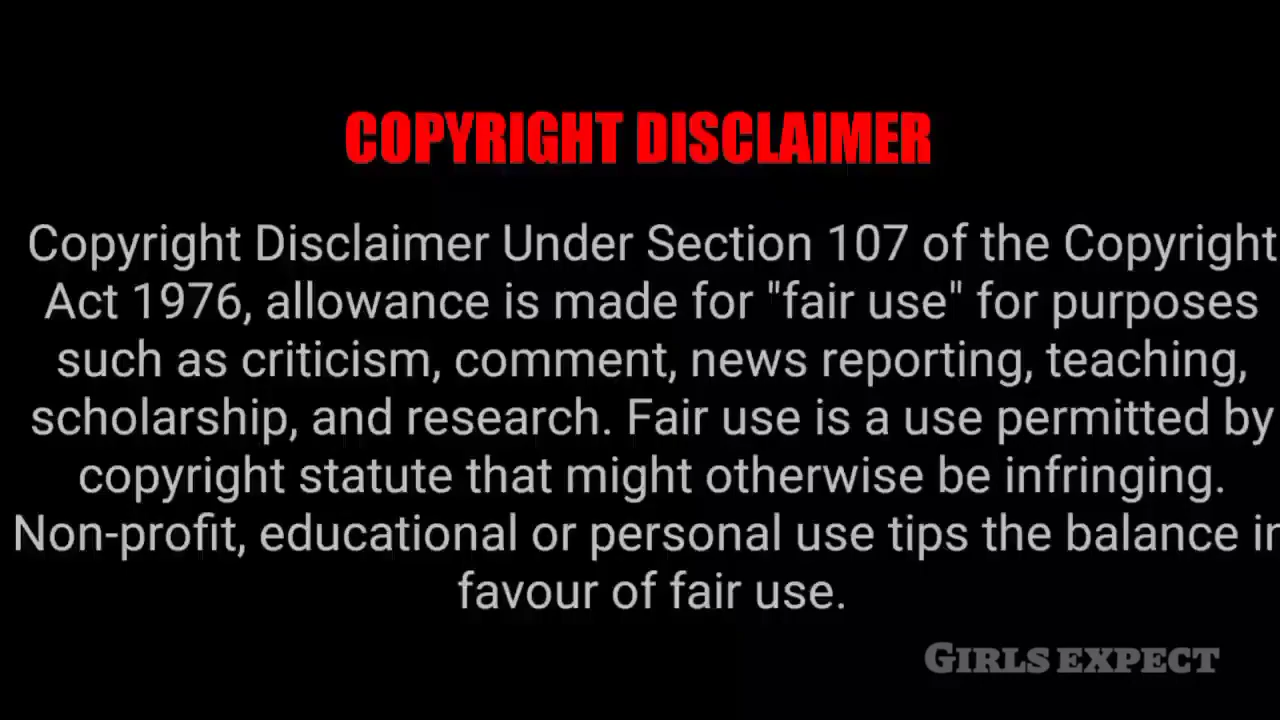 COPYRIGHT DISCLAIMER
Copyright Disclaimer Under Section 107 of the Copyright
Act 1976, allowance is made for "fair use" for purposes
such as criticism, comment, news reporting, teaching,
scholarship, and research. Fair use is a use permitted by
copyright statute that might otherwise be infringing.
Non-profit, educational or personal use tips the balance in
favour of fair use.
GIRLS EXPECT